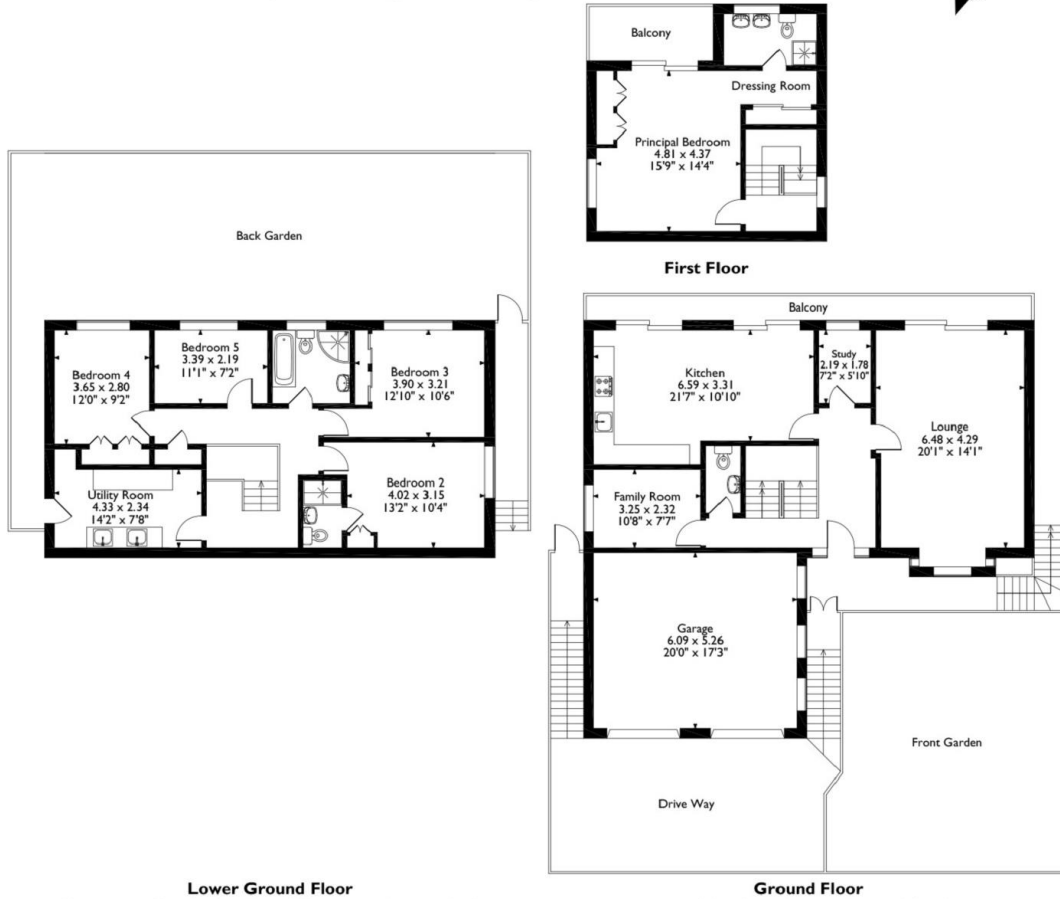 Balcony
Dressing Room
Principal Bedroom
4.81 x 4.37
15'9" x 14'4"
First Floor
Back Garden
Bedroom 4
3.65 x 2.80
12'0" x 9'2"
Bedroom 5
3.39 x 2.19
11'1" x 7'2"
Bedroom 3
3.90 x 3.21
12'10" x 10'6"
Utility Room
4.33 x 2.34
14'2" x 7'8"
Bedroom 2
4.02 x 3.15
13'2" x 10'4"
Lower Ground Floor
Balcony
Kitchen
6.59 x 3.31
21'7" x 10'10"
Study
2.19 x 1.78
7'2" x 5'10"
Lounge
6.48 x 4.29
20'1" x 14'1"
Family Room
3.25 x 2.32
10'8" x 7'7"
Garage
6.09 x 5.26
20'0" x 17'3"
Front Garden
Drive Way
Ground Floor